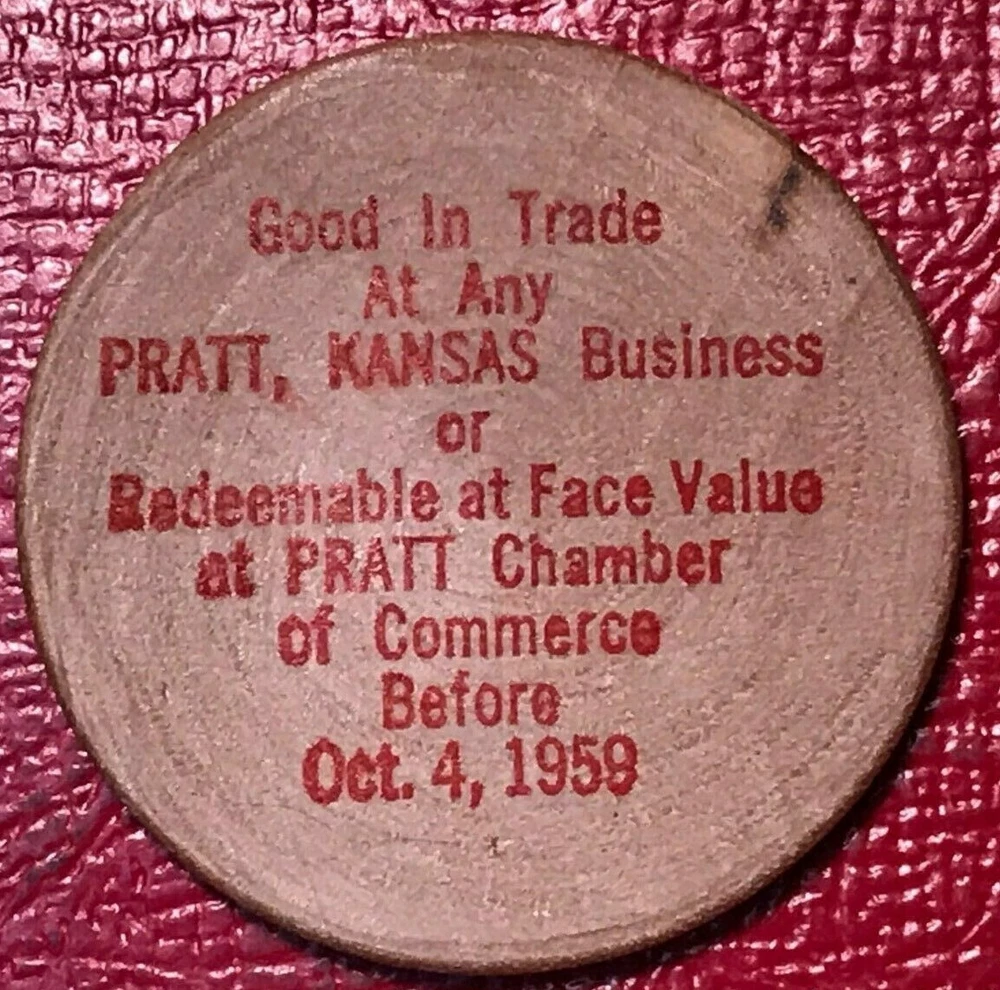 Good In Trade
At Any
PRATT, KANSAS Business
or
Redeemable at Face Value
at PRATT Chamber
of Commerce
Before
Oct. 4, 1959